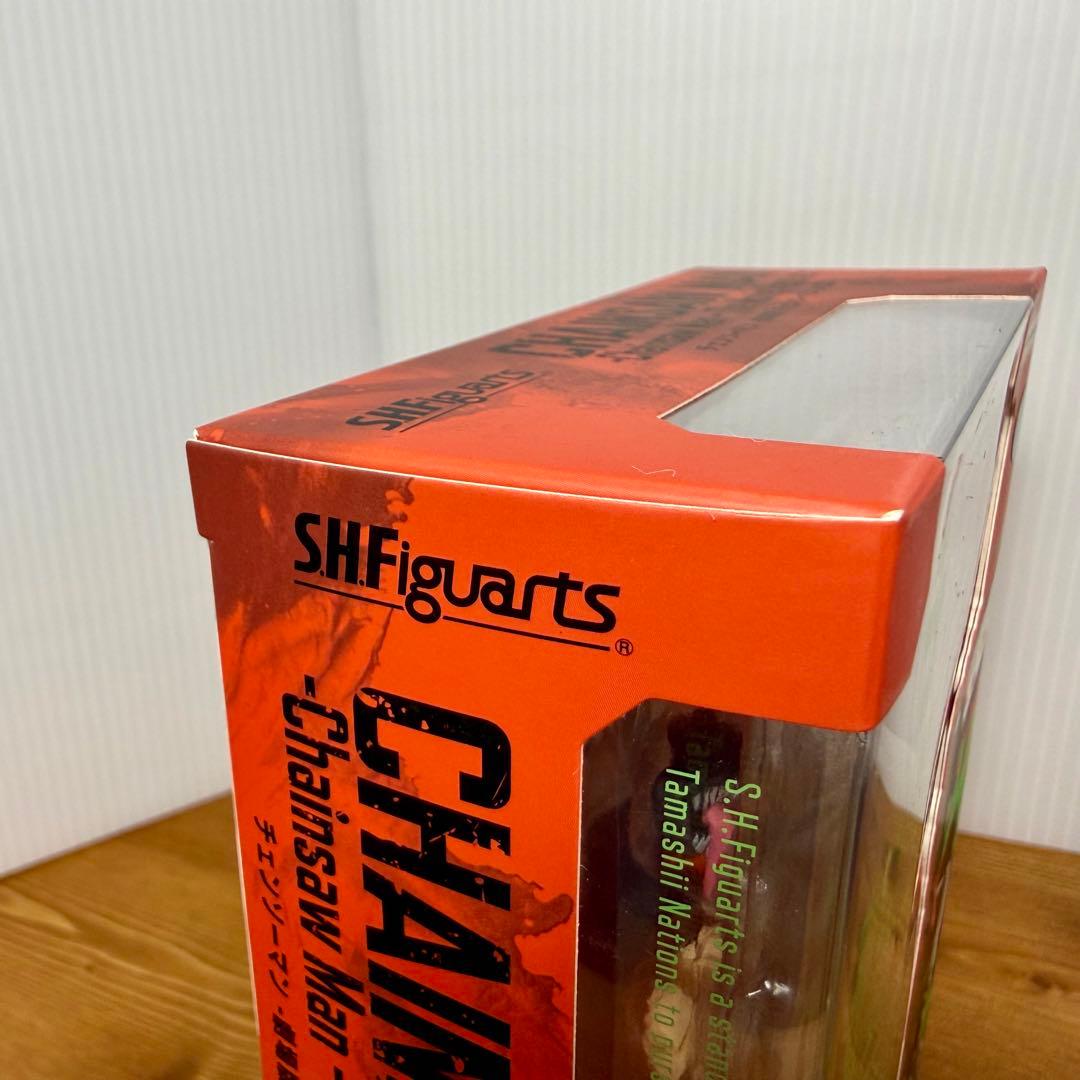 S.H.Figuarts
CHAINSAW
S.H.Figuarts®
CHAIN
-Chainsaw Man -
チェンソーマン -
S.H.Figuarts is a stand
Tamashii Nations to pur